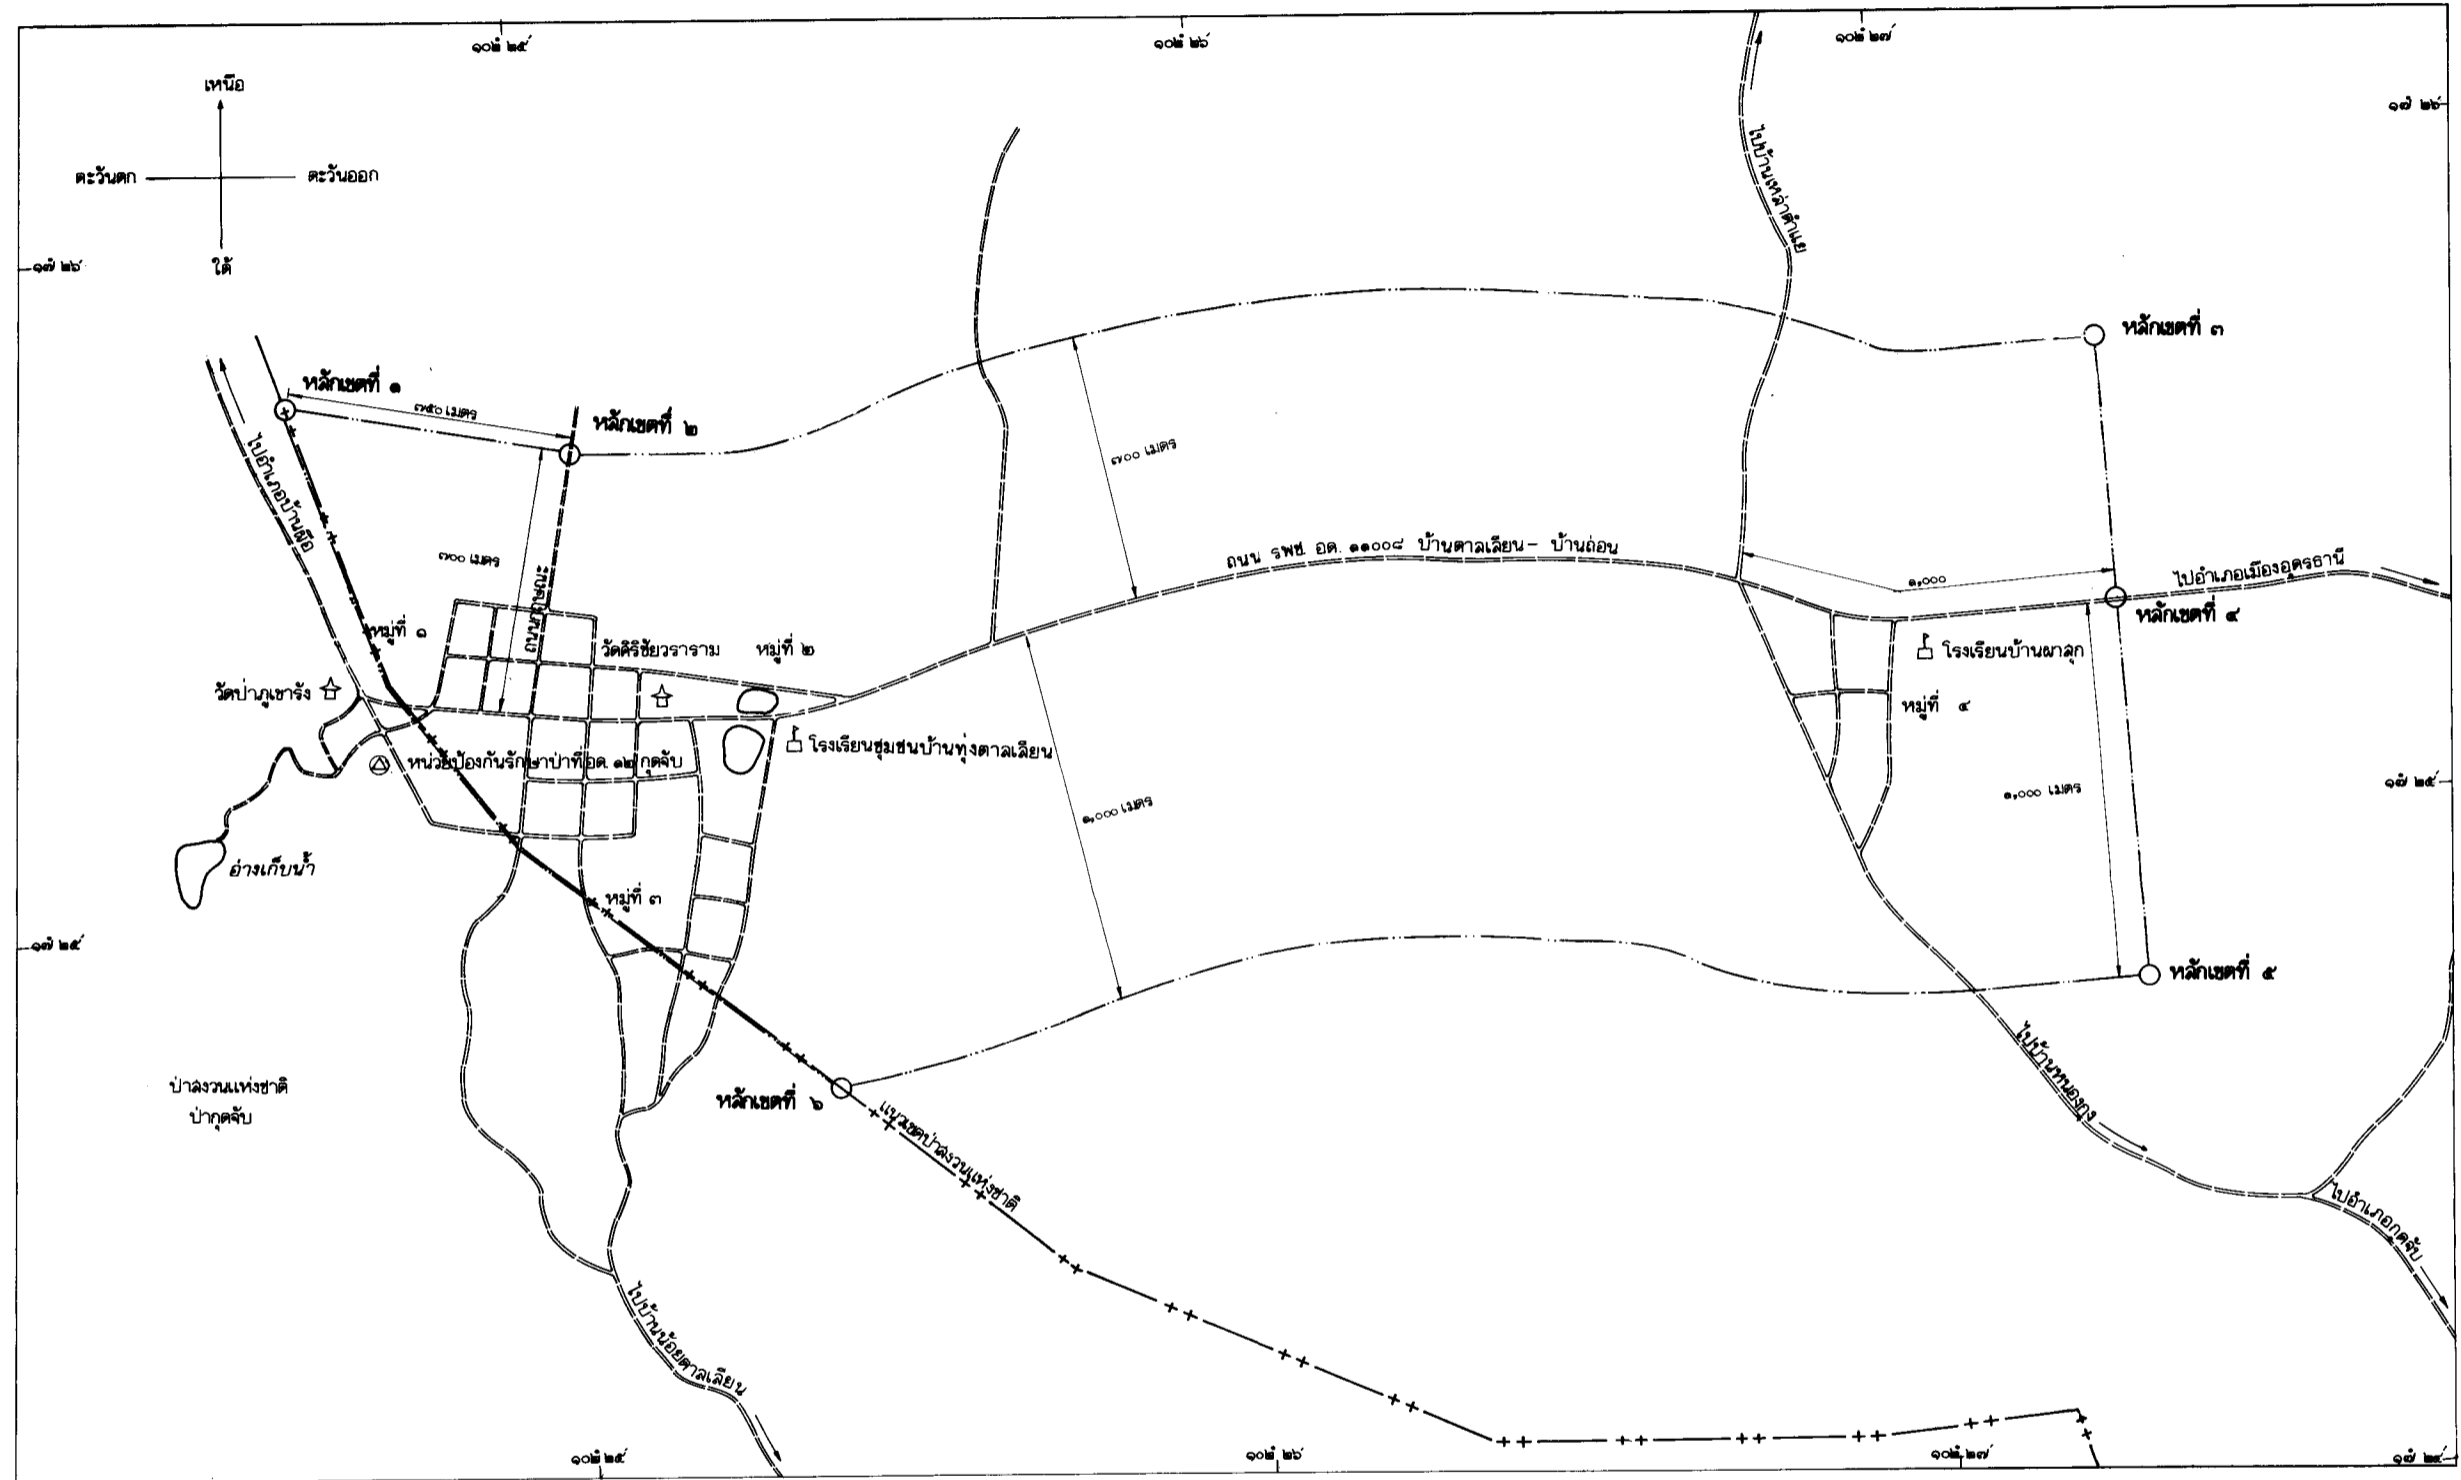 ๑๐๒° ๒๕′
๑๐๒° ๒๖′
๑๐๒° ๒๗′
เหนือ
ตะวันตก
ตะวันออก
ใต้
๑๗° ๒๖′
๑๗° ๒๖′
ไปบ้านเหล่าตำแย
หลักเขตที่ ๓
หลักเขตที่ ๑
๗๕๐ เมตร
หลักเขตที่ ๒
ไปอำเภอบ้านผือ
๗๐๐ เมตร
๗๐๐ เมตร
ถนน รพช. อด. ๑๑๐๐๘ บ้านตาลเลียน - บ้านถ่อน
๑,๐๐๐
ไปอำเภอเมืองอุดรธานี
หลักเขตที่ ๔
หมู่ที่ ๑
วัดศิริชัยวราราม
หมู่ที่ ๒
โรงเรียนบ้านผาลุก
วัดป่าภูเขารัง
หมู่ที่ ๔
โรงเรียนชุมชนบ้านทุ่งตาลเลียน
หน่วยป้องกันรักษาป่าที่ อด. ๑๒ กุดจับ
๑๗° ๒๕′
๑,๐๐๐ เมตร
๑,๐๐๐ เมตร
อ่างเก็บน้ำ
หมู่ที่ ๓
๑๗° ๒๕′
หลักเขตที่ ๕
ไปบ้านหนองกุง
ป่าสงวนแห่งชาติ
ป่ากุดจับ
หลักเขตที่ ๖
แนวเขตป่าสงวนแห่งชาติ
ไปอำเภอกุดจับ
ไปบ้านน้อยตาลเลียน
๑๐๒° ๒๕′
๑๐๒° ๒๖′
๑๐๒° ๒๗′
๑๗° ๒๔′